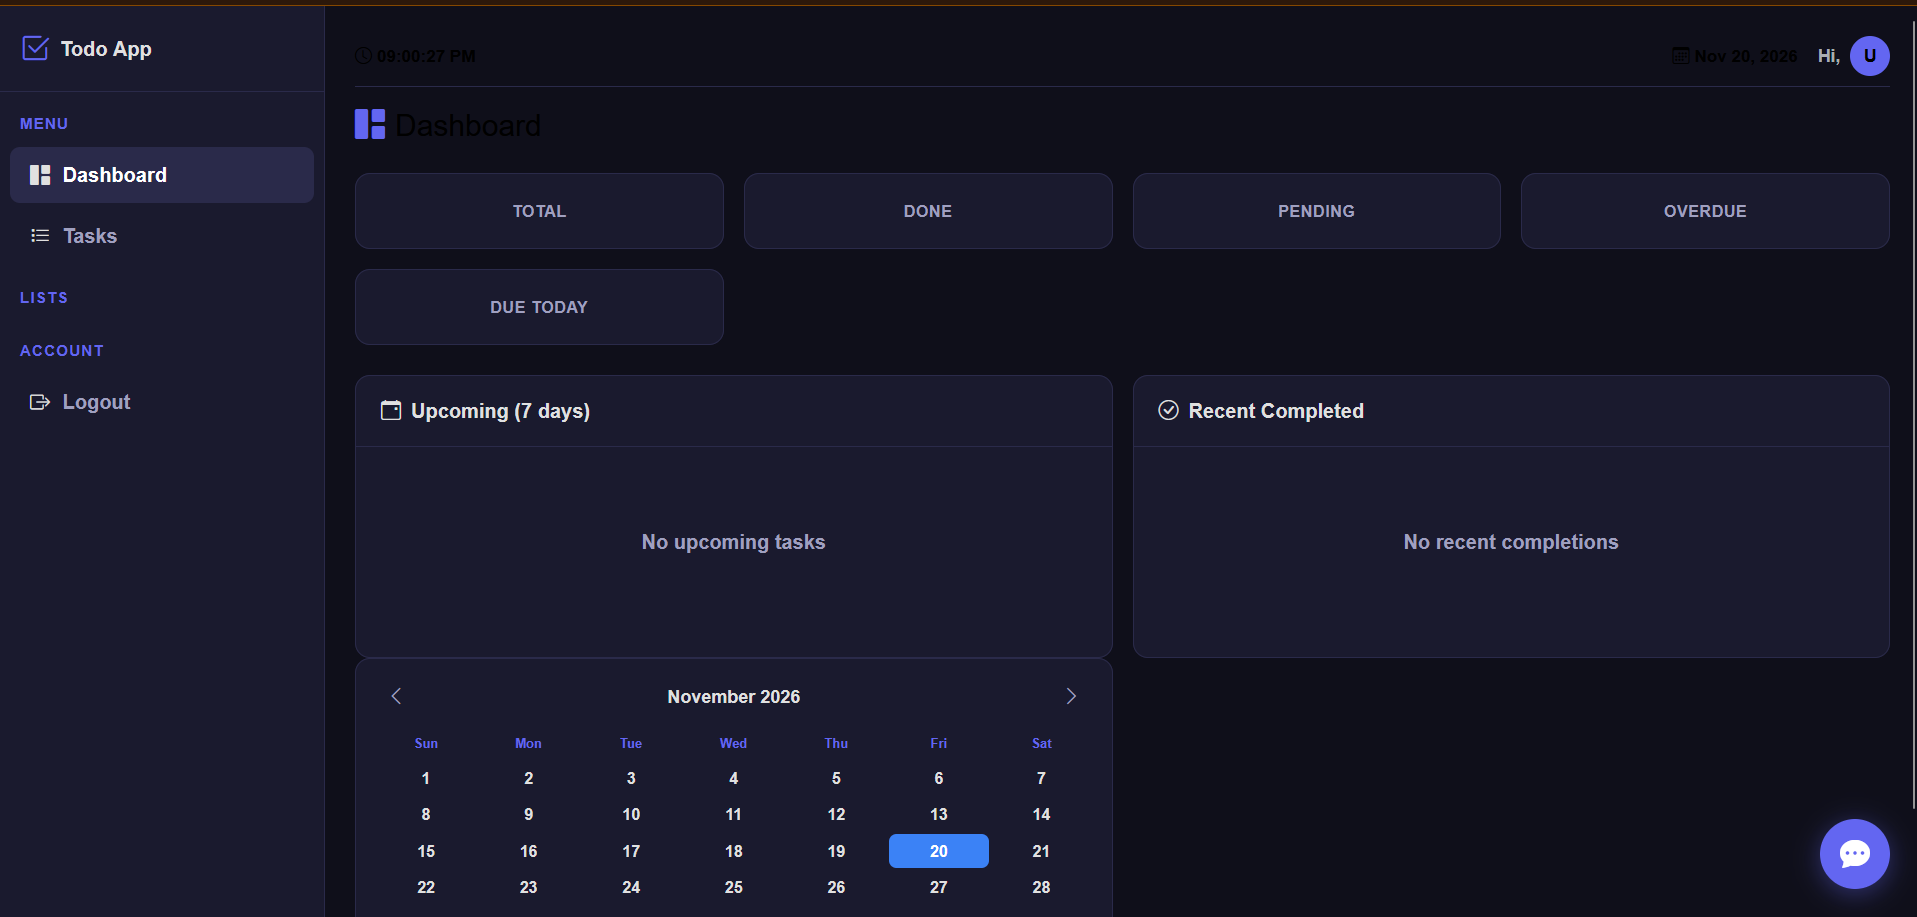 Todo App
MENU
Dashboard
Tasks
LISTS
ACCOUNT
Logout
09:00:27 PM
Nov 20, 2026 Hi, U
Dashboard
TOTAL DONE PENDING OVERDUE
DUE TODAY
Upcoming (7 days)
No upcoming tasks
Recent Completed
No recent completions
November 2026
Sun Mon Tue Wed Thu Fri Sat
1 2 3 4 5 6 7
8 9 10 11 12 13 14
15 16 17 18 19 20 21
22 23 24 25 26 27 28